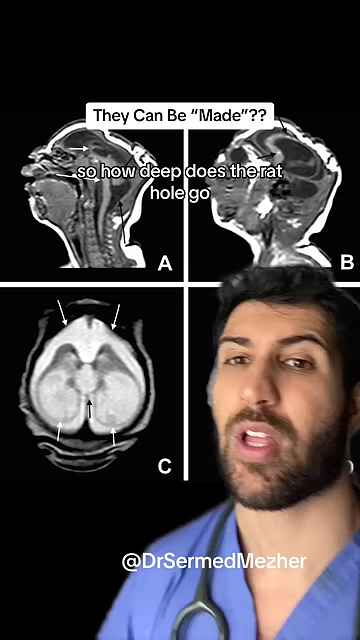 They Can Be “Made”??
so how deep does the rat
hole go
A
B
C
@DrSermedMezher